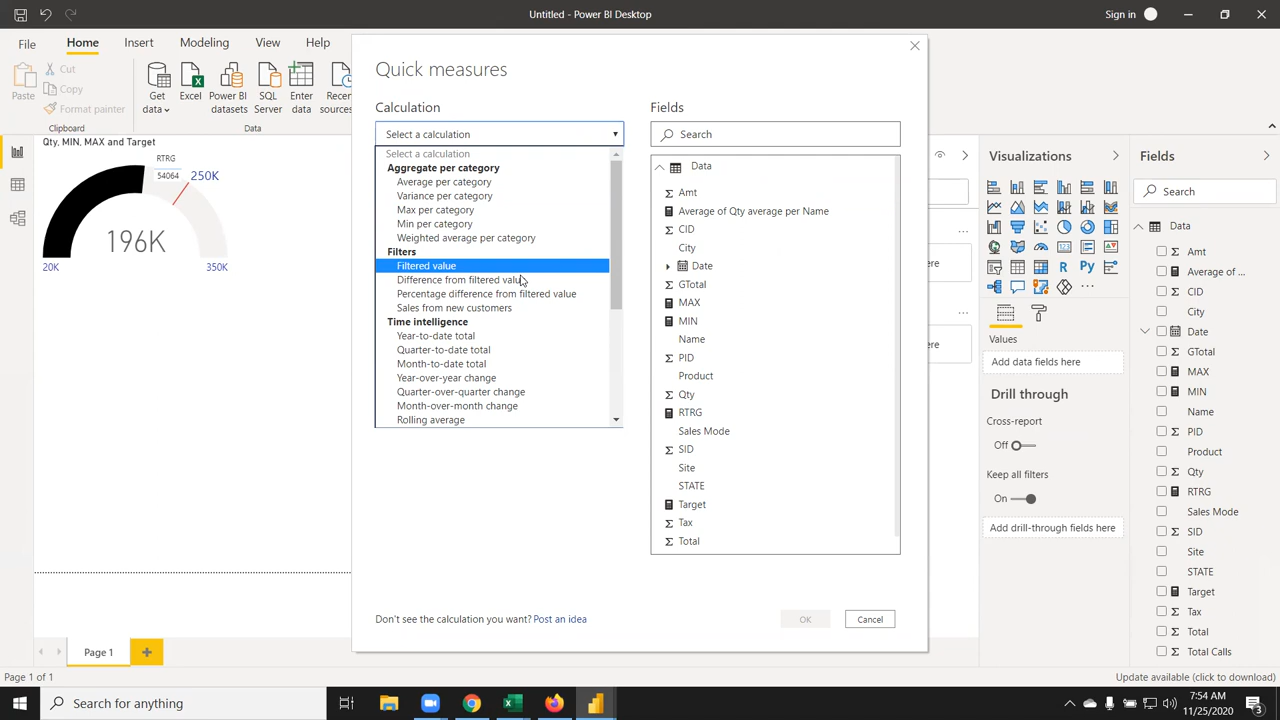 Untitled - Power BI Desktop
Sign in
File
Home
Insert
Modeling
View
Help
Paste
Cut
Copy
Format painter
Clipboard
Get data
Excel
Power BI datasets
SQL Server
Enter data
Recent sources
Data
Qty, MIN, MAX and Target
RTRG
54064
250K
196K
20K
350K
Quick measures
Calculation
Select a calculation
Select a calculation
Aggregate per category
Average per category
Variance per category
Max per category
Min per category
Weighted average per category
Filters
Filtered value
Difference from filtered value
Percentage difference from filtered value
Sales from new customers
Time intelligence
Year-to-date total
Quarter-to-date total
Month-to-date total
Year-over-year change
Quarter-over-quarter change
Month-over-month change
Rolling average
Fields
Search
Data
Amt
Average of Qty average per Name
CID
City
Date
GTotal
MAX
MIN
Name
PID
Product
Qty
RTRG
Sales Mode
SID
Site
STATE
Target
Tax
Total
Don't see the calculation you want? Post an idea
OK
Cancel
ere
ere
Visualizations
R
Py
Values
Add data fields here
Drill through
Cross-report
Off
Keep all filters
On
Add drill-through fields here
Fields
Search
Data
Amt
Average of ...
CID
City
Date
GTotal
MAX
MIN
Name
PID
Product
Qty
RTRG
Sales Mode
SID
Site
STATE
Target
Tax
Total
Total Calls
Page 1
Page 1 of 1
Update available (click to download)
Search for anything
7:54 AM
11/25/2020
3